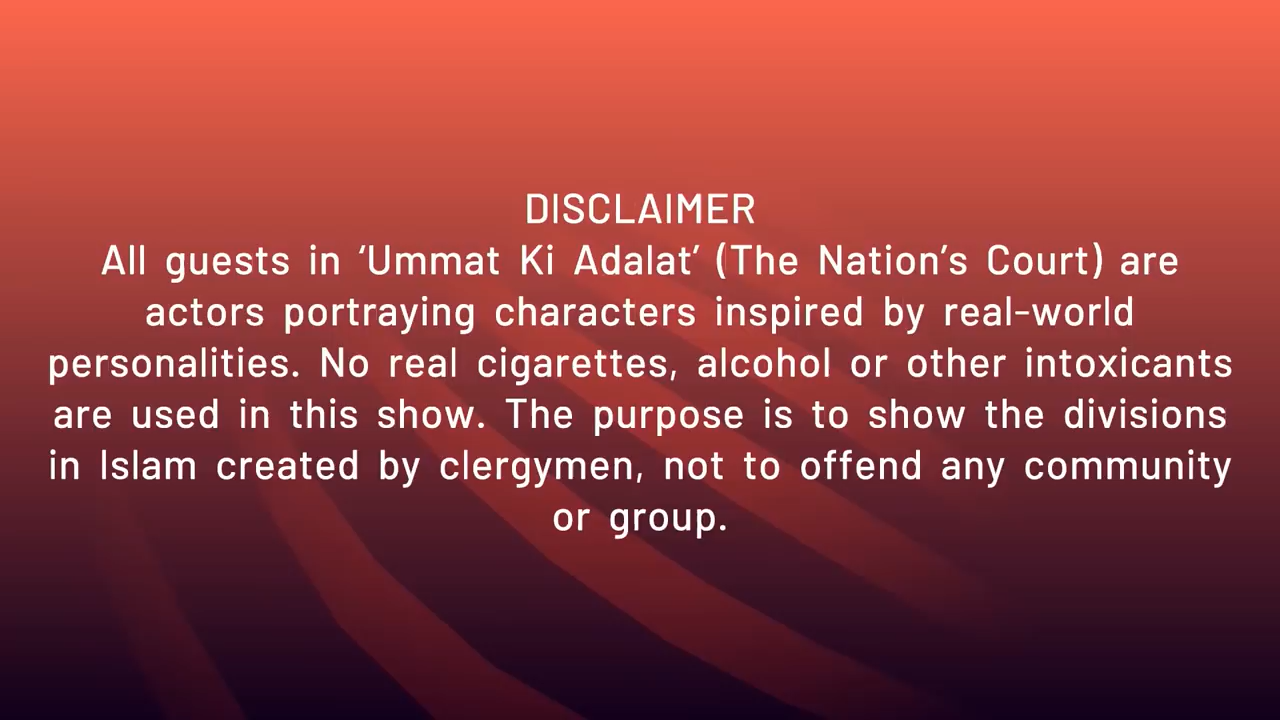 DISCLAIMER
All guests in ‘Ummat Ki Adalat’ (The Nation’s Court) are
actors portraying characters inspired by real-world
personalities. No real cigarettes, alcohol or other intoxicants
are used in this show. The purpose is to show the divisions
in Islam created by clergymen, not to offend any community
or group.